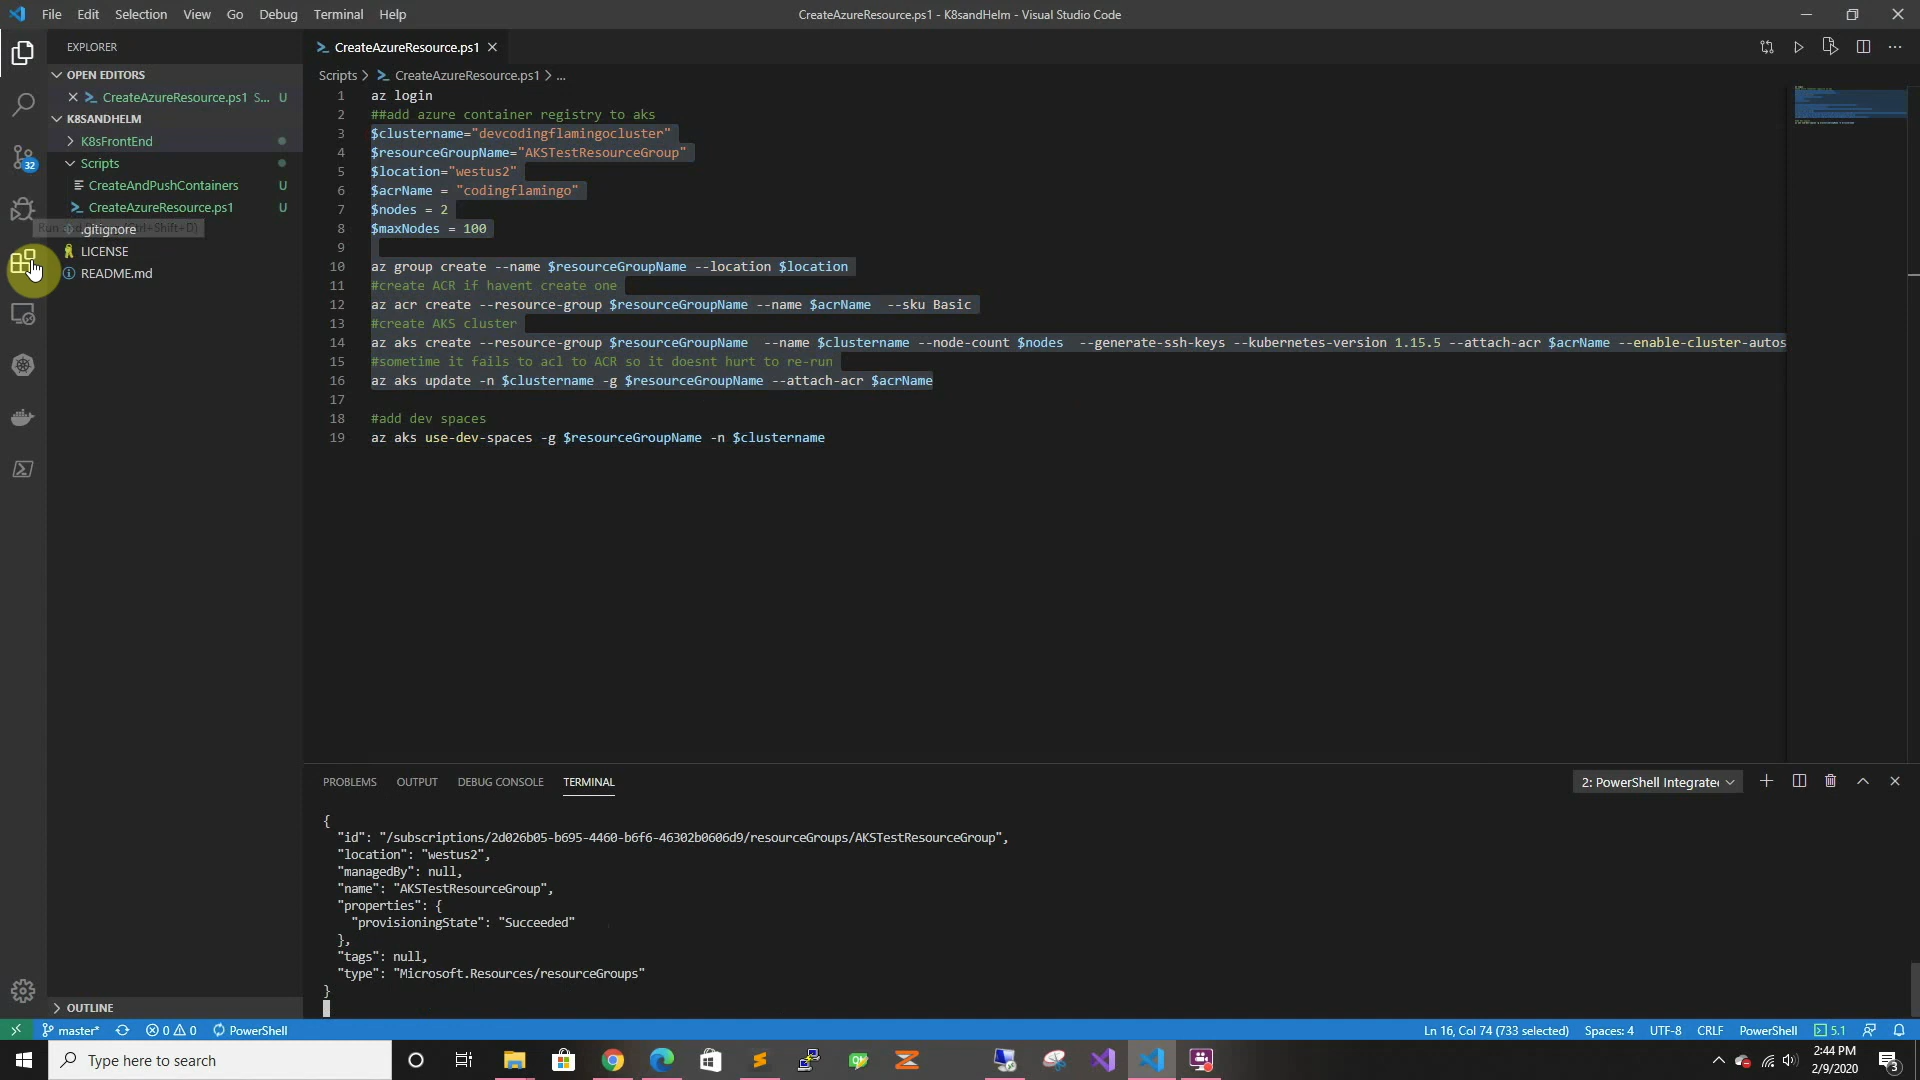 File Edit Selection View Go Debug Terminal Help
CreateAzureResource.ps1 - K8sandHelm - Visual Studio Code
EXPLORER
OPEN EDITORS
CreateAzureResource.ps1 S... U
K8SANDHELM
K8sFrontEnd
Scripts
CreateAndPushContainers U
CreateAzureResource.ps1 U
.gitignore
LICENSE
README.md
32
OUTLINE
CreateAzureResource.ps1
Scripts > CreateAzureResource.ps1 > ...
1 az login
2 ##add azure container registry to aks
3 $clustername="devcodingflamingocluster"
4 $resourceGroupName="AKSTestResourceGroup"
5 $location="westus2"
6 $acrName = "codingflamingo"
7 $nodes = 2
8 $maxNodes = 100
9
10 az group create --name $resourceGroupName --location $location
11 #create ACR if havent create one
12 az acr create --resource-group $resourceGroupName --name $acrName --sku Basic
13 #create AKS cluster
14 az aks create --resource-group $resourceGroupName --name $clustername --node-count $nodes --generate-ssh-keys --kubernetes-version 1.15.5 --attach-acr $acrName --enable-cluster-autos
15 #sometime it fails to acl to ACR so it doesnt hurt to re-run
16 az aks update -n $clustername -g $resourceGroupName --attach-acr $acrName
17
18 #add dev spaces
19 az aks use-dev-spaces -g $resourceGroupName -n $clustername
PROBLEMS OUTPUT DEBUG CONSOLE TERMINAL
2: PowerShell Integrate
{
"id": "/subscriptions/2d026b05-b695-4460-b6f6-46302b0606d9/resourceGroups/AKSTestResourceGroup",
"location": "westus2",
"managedBy": null,
"name": "AKSTestResourceGroup",
"properties": {
"provisioningState": "Succeeded"
},
"tags": null,
"type": "Microsoft.Resources/resourceGroups"
}
master* 0 0 PowerShell
Ln 16, Col 74 (733 selected) Spaces: 4 UTF-8 CRLF PowerShell 5.1
Type here to search
2:44 PM
2/9/2020
3